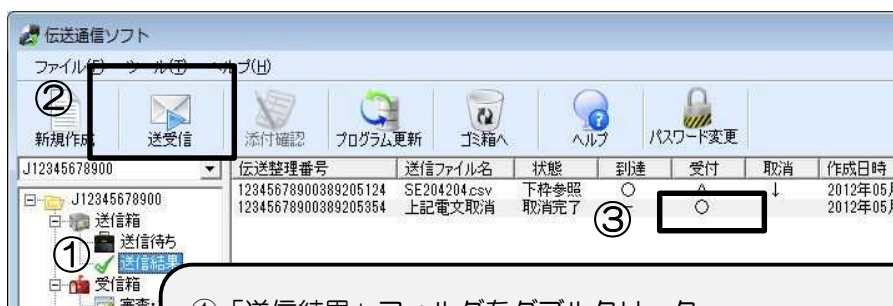 伝送通信ソフト
ファイル(F) ツール(T) ヘルプ(H)
②
新規作成 送受信 添付確認 プログラム更新 ゴミ箱へ ヘルプ パスワード変更
J12345678900
伝送整理番号 送信ファイル名 状態 到達 受付 取消 作成日時
12345678900389205124 SE204204.csv 下枠参照 ○ △ ↓ 2012年05月
12345678900389205354 上記電文取消 取消完了 - ○ 2012年05月
③
J12345678900
送信箱
送信待ち
①
送信結果
受信箱
①「送信結果」フォルダをダブルクリック